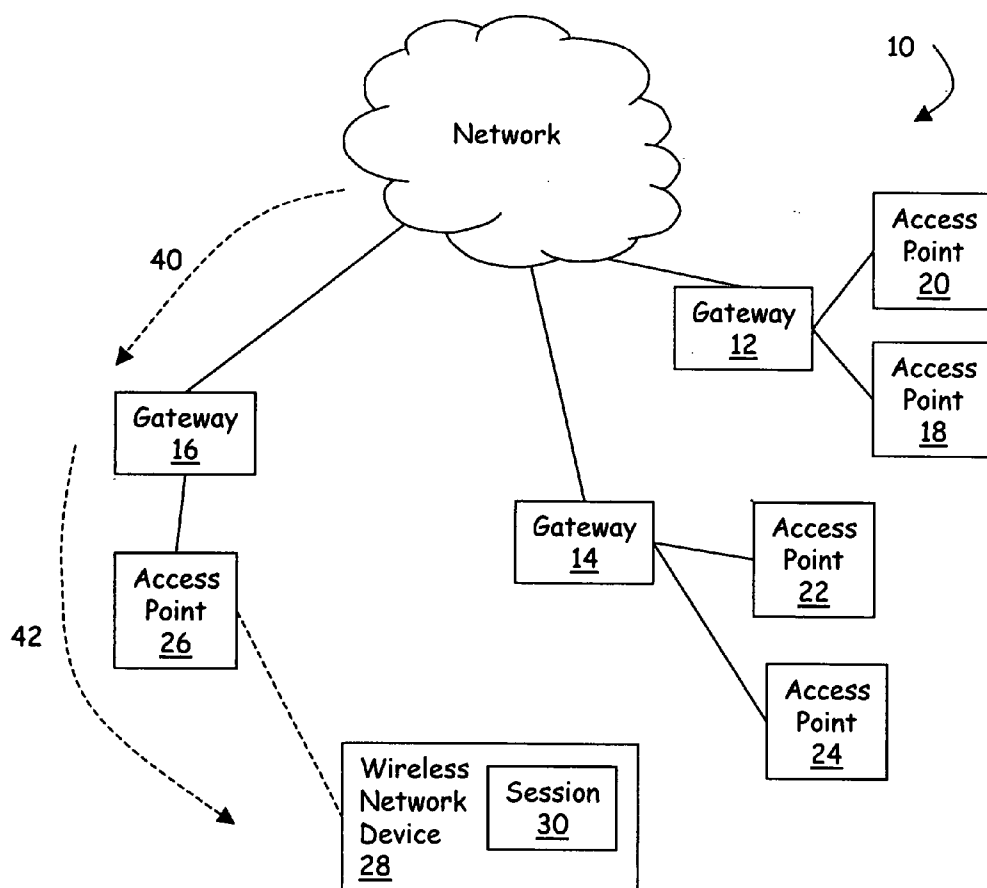 10
Network
Access
Point
20
40
Gateway
12
Access
Point
18
Gateway
16
Gateway
14
Access
Point
22
Access
Point
26
42
Access
Point
24
Wireless
Network
Device
28
Session
30